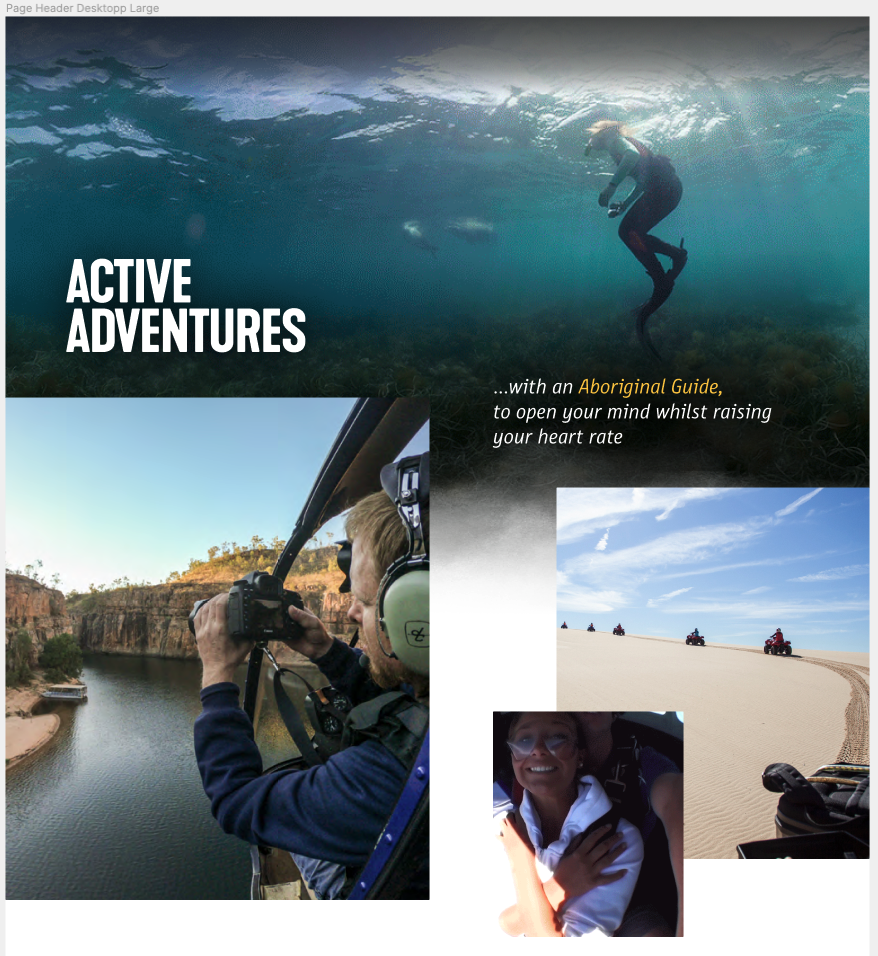 Page Header Desktopp Large
ACTIVE
ADVENTURES
...with an Aboriginal Guide,
to open your mind whilst raising
your heart rate